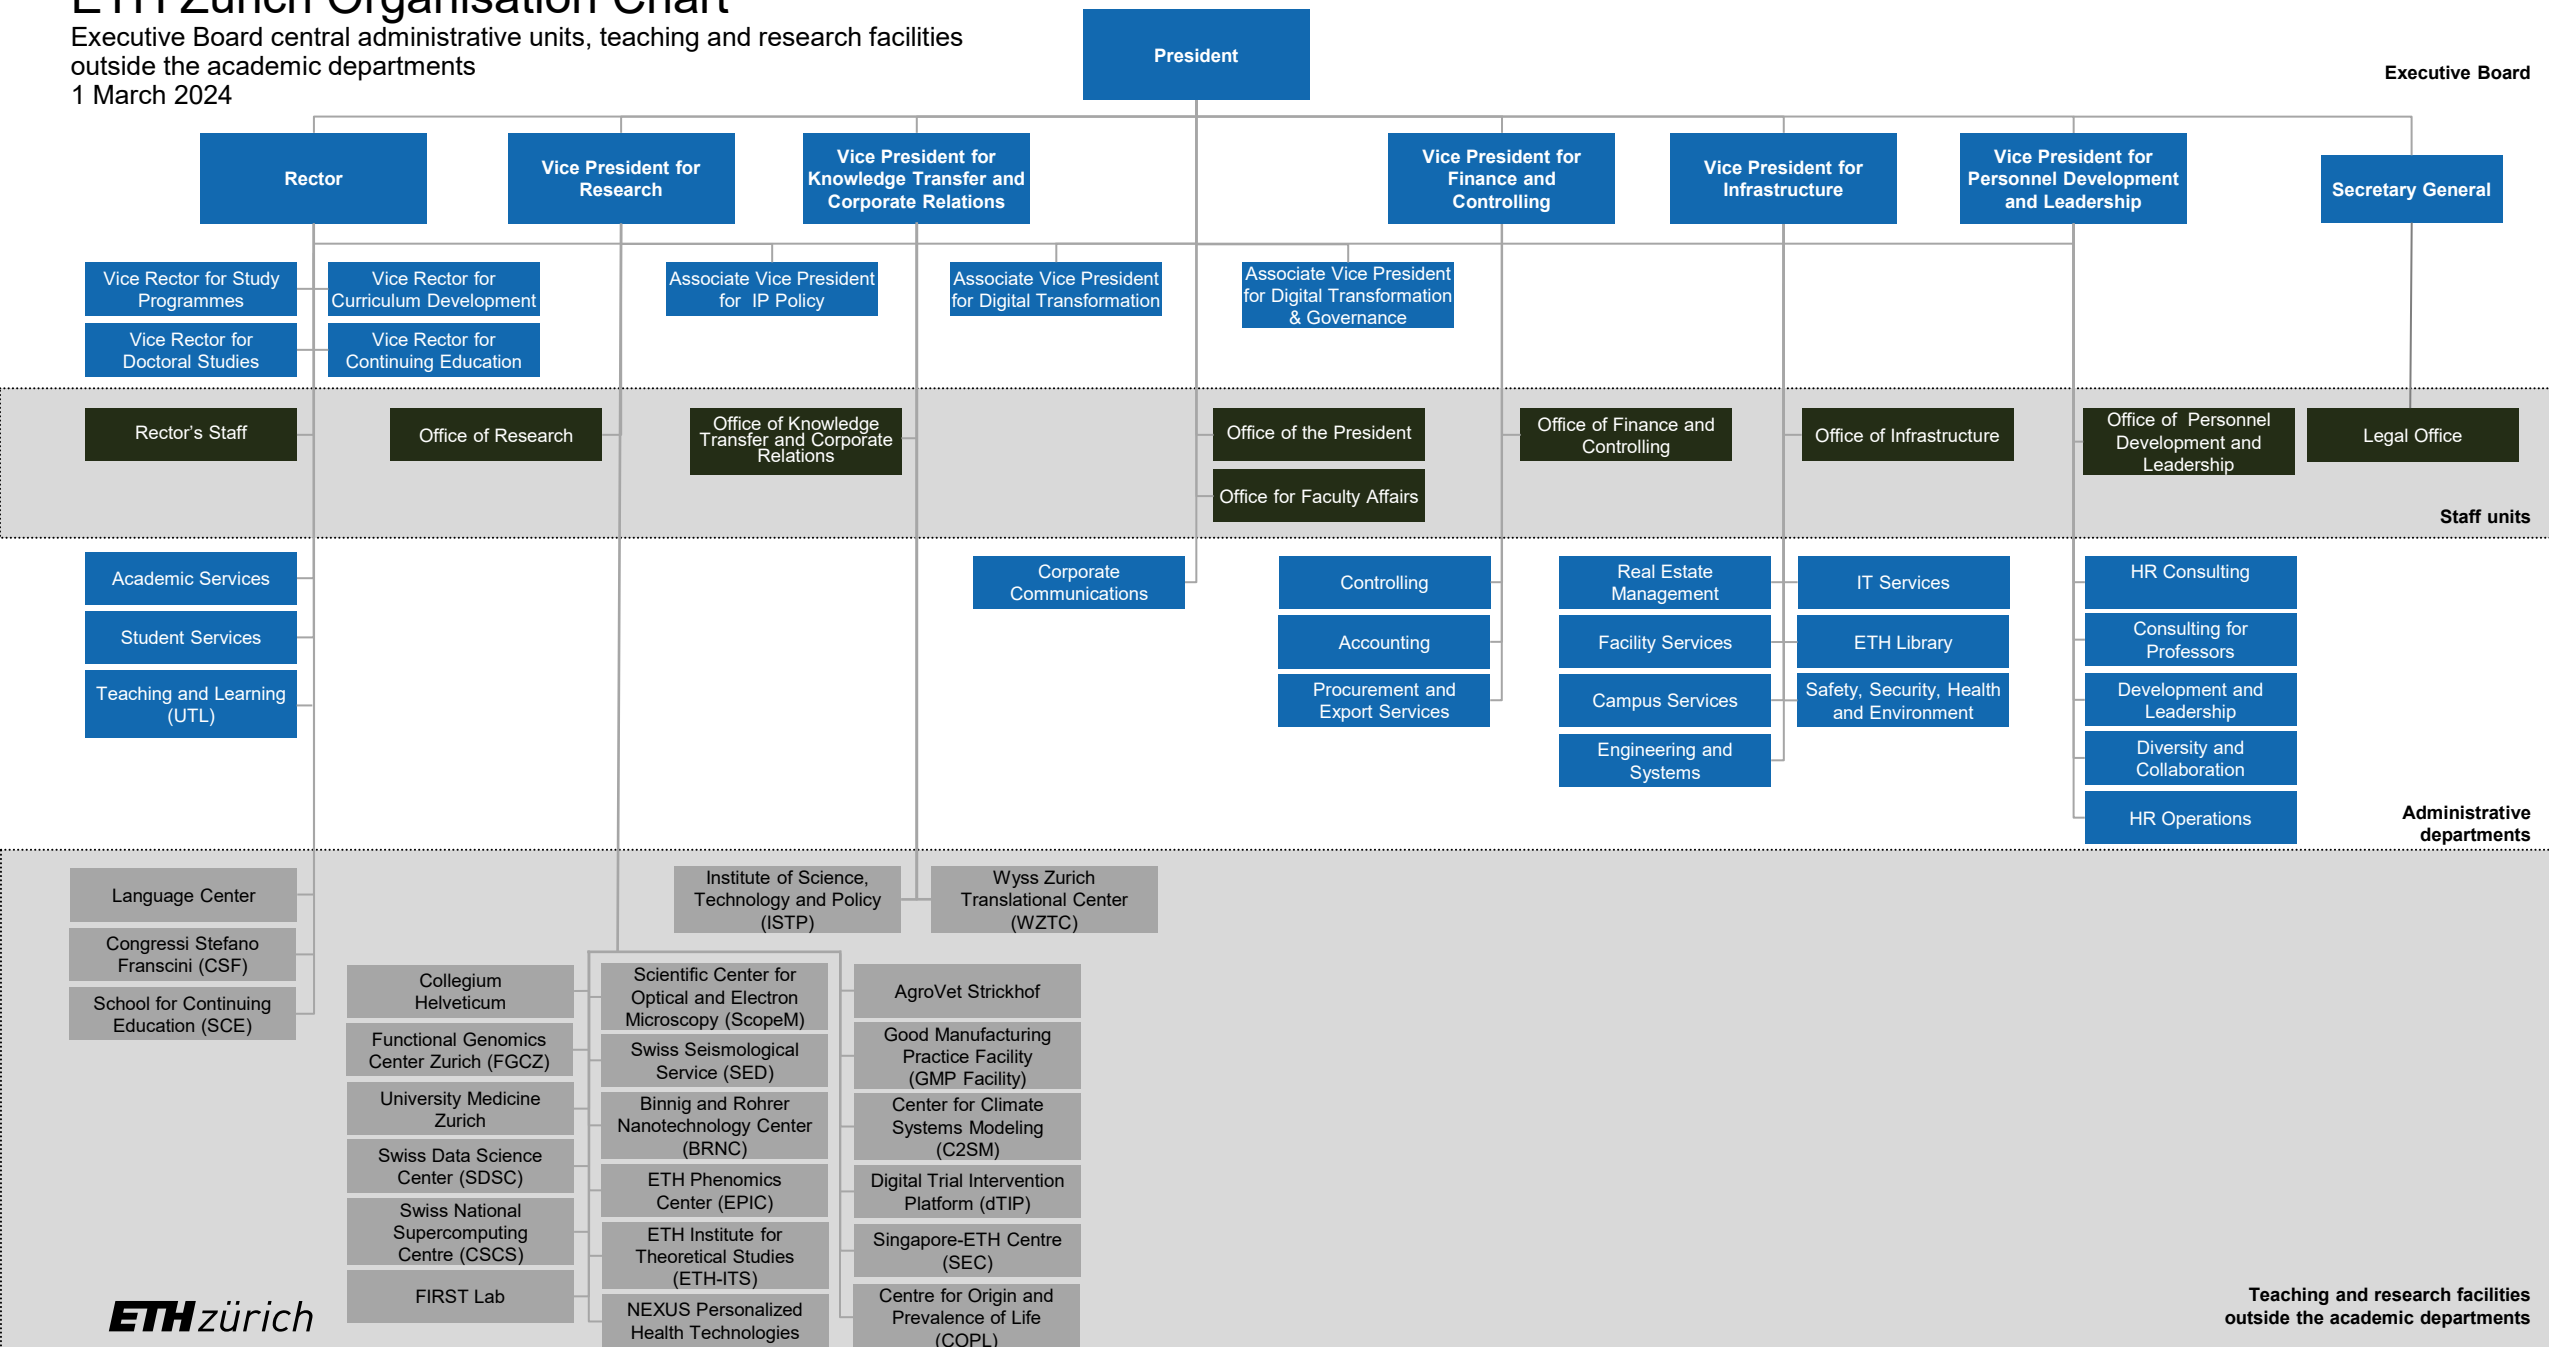 ETH Zürich Organisation Chart
Executive Board central administrative units, teaching and research facilities
outside the academic departments
1 March 2024
President
Executive Board
Rector
Vice President for
Research
Vice President for
Knowledge Transfer and
Corporate Relations
Vice President for
Finance and
Controlling
Vice President for
Infrastructure
Vice President for
Personnel Development
and Leadership
Secretary General
Vice Rector for Study
Programmes
Vice Rector for
Curriculum Development
Vice Rector for
Doctoral Studies
Vice Rector for
Continuing Education
Associate Vice President
for IP Policy
Associate Vice President
for Digital Transformation
Associate Vice President
for Digital Transformation
& Governance
Rector’s Staff
Office of Research
Office of Knowledge
Transfer and Corporate
Relations
Office of the President
Office for Faculty Affairs
Office of Finance and
Controlling
Office of Infrastructure
Office of Personnel
Development and
Leadership
Legal Office
Staff units
Academic Services
Student Services
Teaching and Learning
(UTL)
Corporate
Communications
Controlling
Accounting
Procurement and
Export Services
Real Estate
Management
Facility Services
Campus Services
Engineering and
Systems
IT Services
ETH Library
Safety, Security, Health
and Environment
HR Consulting
Consulting for
Professors
Development and
Leadership
Diversity and
Collaboration
HR Operations
Administrative
departments
Language Center
Congressi Stefano
Franscini (CSF)
School for Continuing
Education (SCE)
Institute of Science,
Technology and Policy
(ISTP)
Wyss Zurich
Translational Center
(WZTC)
Collegium
Helveticum
Functional Genomics
Center Zurich (FGCZ)
University Medicine
Zurich
Swiss Data Science
Center (SDSC)
Swiss National
Supercomputing
Centre (CSCS)
FIRST Lab
Scientific Center for
Optical and Electron
Microscopy (ScopeM)
Swiss Seismological
Service (SED)
Binnig and Rohrer
Nanotechnology Center
(BRNC)
ETH Phenomics
Center (EPIC)
ETH Institute for
Theoretical Studies
(ETH-ITS)
NEXUS Personalized
Health Technologies
AgroVet Strickhof
Good Manufacturing
Practice Facility
(GMP Facility)
Center for Climate
Systems Modeling
(C2SM)
Digital Trial Intervention
Platform (dTIP)
Singapore-ETH Centre
(SEC)
Centre for Origin and
Prevalence of Life
(COPL)
ETH zürich
Teaching and research facilities
outside the academic departments